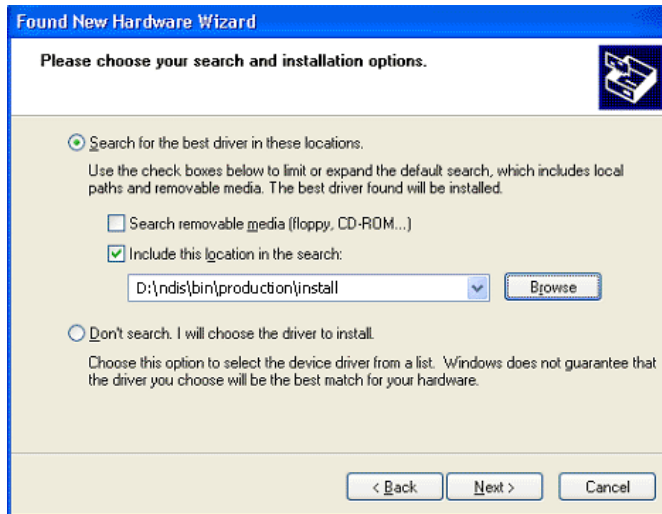 Found New Hardware Wizard
Please choose your search and installation options.
Search for the best driver in these locations.
Use the check boxes below to limit or expand the default search, which includes local
paths and removable media. The best driver found will be installed.
Search removable media (floppy, CD-ROM...)
Include this location in the search:
D:\ndis\bin\production\install
Browse
Don't search. I will choose the driver to install.
Choose this option to select the device driver from a list. Windows does not guarantee that
the driver you choose will be the best match for your hardware.
< Back
Next >
Cancel